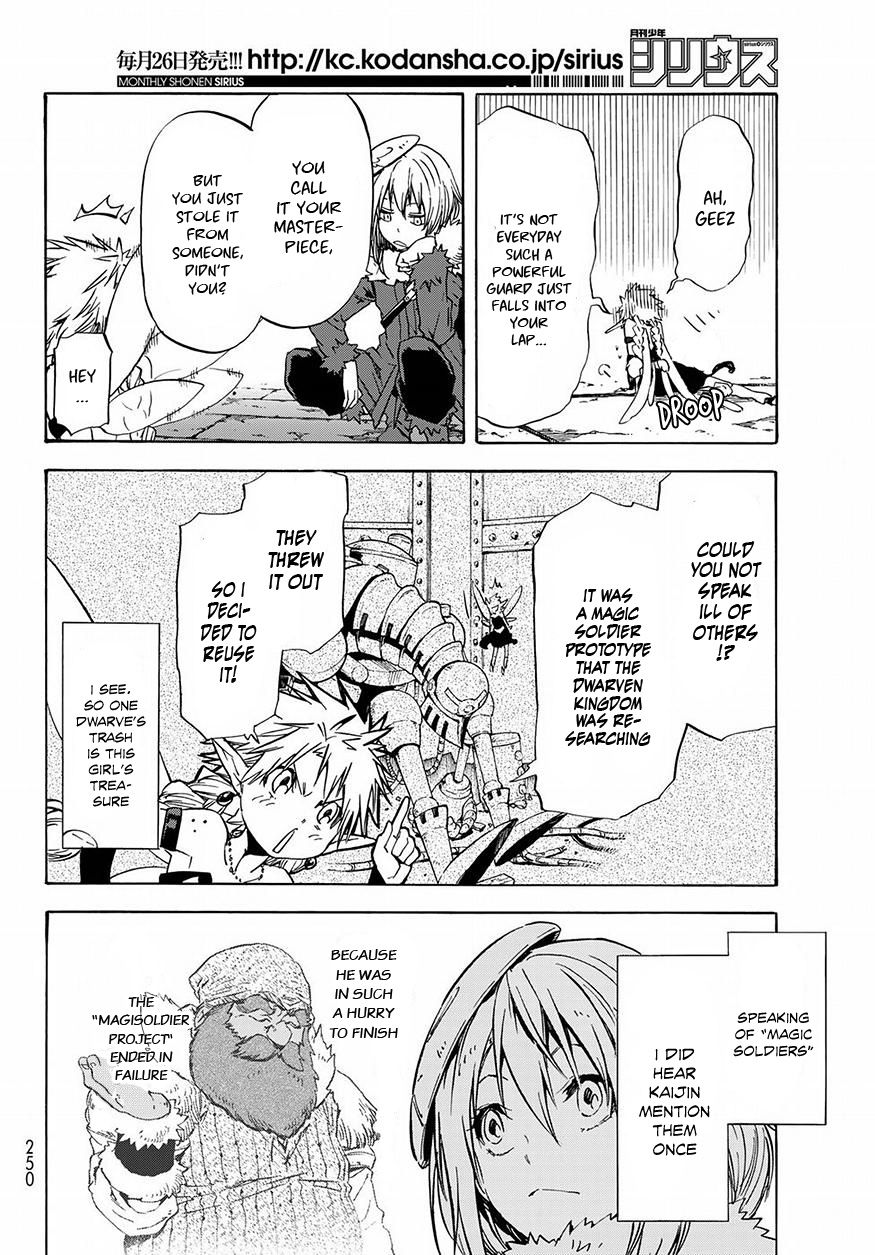 毎月26日発売!!! http://kc.kodansha.co.jp/sirius
MONTHLY SHONEN SIRIUS
月刊少年
シリウス
AH,
GEEZ
IT'S NOT
EVERYDAY
SUCH A
POWERFUL
GUARD JUST
FALLS INTO
YOUR
LAP...
DROOP
YOU
CALL
IT YOUR
MASTER-
PIECE,
BUT
YOU JUST
STOLE IT
FROM
SOMEONE,
DIDN'T
YOU?
HEY
...
COULD
YOU NOT
SPEAK
ILL OF
OTHERS
!?
IT WAS
A MAGIC
SOLDIER
PROTOTYPE
THAT THE
DWARVEN
KINGDOM
WAS RE-
SEARCHING
THEY
THREW
IT OUT
SO I
DECI-
DED TO
REUSE
IT!
I SEE,
SO ONE
DWARVE'S
TRASH
IS THIS
GIRL'S
TREA-
SURE
SPEAKING
OF "MAGIC
SOLDIERS"
I DID
HEAR
KAIJIN
MENTION
THEM
ONCE
BECAUSE
HE WAS
IN SUCH
A HURRY
TO FINISH
THE
"MAGISOLDIER
PROJECT"
ENDED IN
FAILURE
250